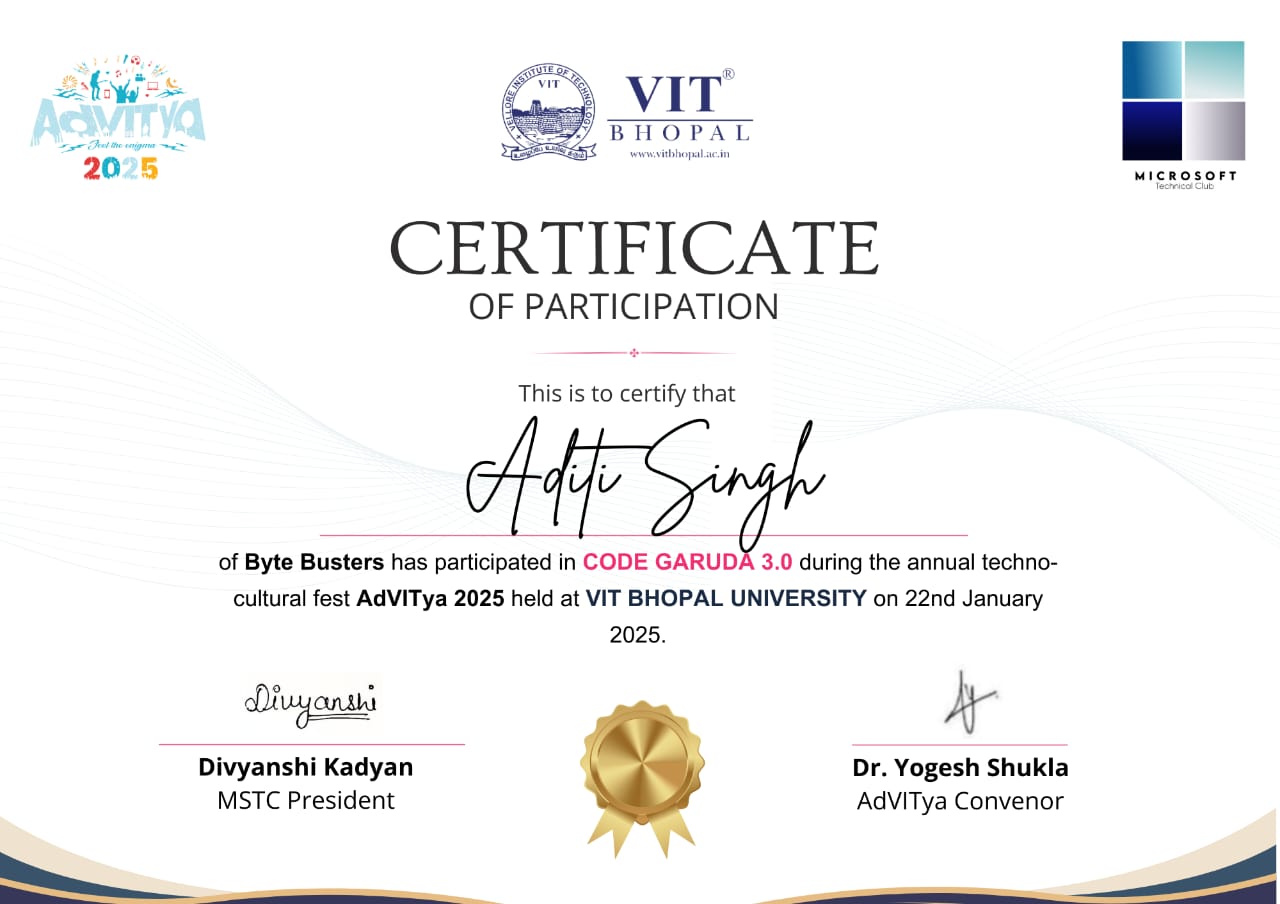 AdVITya
Feel the enigma
2025
VELLORE INSTITUTE OF TECHNOLOGY
VIT
VIT®
BHOPAL
www.vitbhopal.ac.in
MICROSOFT
Technical Club
CERTIFICATE
OF PARTICIPATION
This is to certify that
Aditi Singh
of Byte Busters has participated in CODE GARUDA 3.0 during the annual techno-
cultural fest AdVITya 2025 held at VIT BHOPAL UNIVERSITY on 22nd January
2025.
Divyanshi
Divyanshi Kadyan
MSTC President
Dr. Yogesh Shukla
AdVITya Convenor